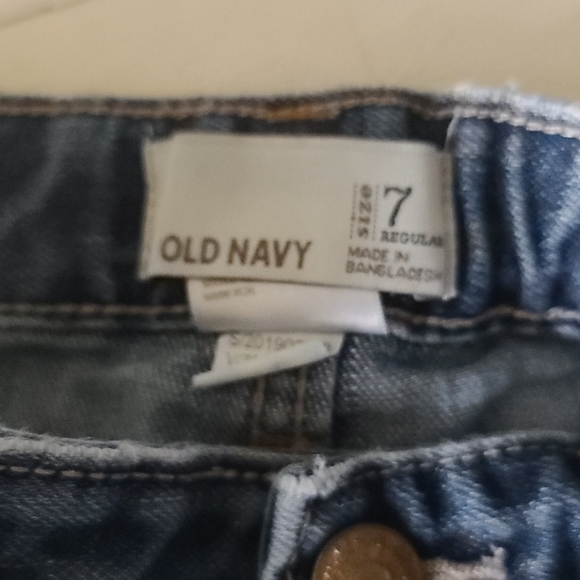 SIZE
7
REGULAR
OLD NAVY
MADE IN
BANGLADESH